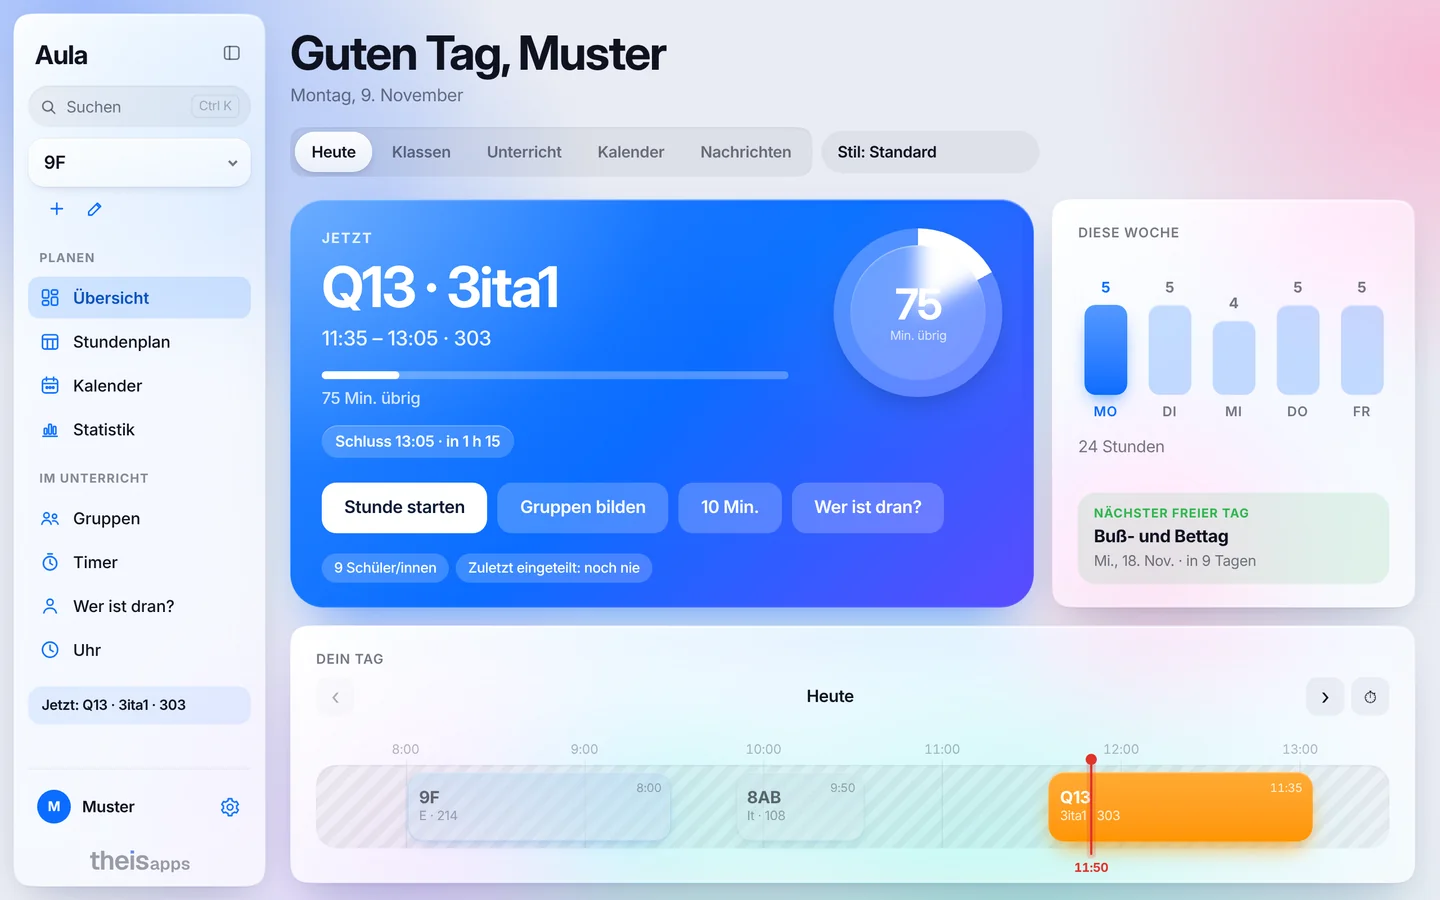 Aula
Suchen
Ctrl K
9F
PLANEN
Übersicht
Stundenplan
Kalender
Statistik
IM UNTERRICHT
Gruppen
Timer
Wer ist dran?
Uhr
Jetzt: Q13 · 3ita1 · 303
M
Muster
theisapps
Guten Tag, Muster
Montag, 9. November
Heute
Klassen
Unterricht
Kalender
Nachrichten
Stil: Standard
JETZT
Q13 · 3ita1
11:35 – 13:05 · 303
75 Min. übrig
Schluss 13:05 · in 1 h 15
75
Min. übrig
Stunde starten
Gruppen bilden
10 Min.
Wer ist dran?
9 Schüler/innen
Zuletzt eingeteilt: noch nie
DIESE WOCHE
5 5 4 5 5
MO DI MI DO FR
24 Stunden
NÄCHSTER FREIER TAG
Buß- und Bettag
Mi., 18. Nov. · in 9 Tagen
DEIN TAG
Heute
8:00 9:00 10:00 11:00 12:00 13:00
9F
8:00
E · 214
8AB
9:50
It · 108
Q13
11:35
3ita1 · 303
11:50